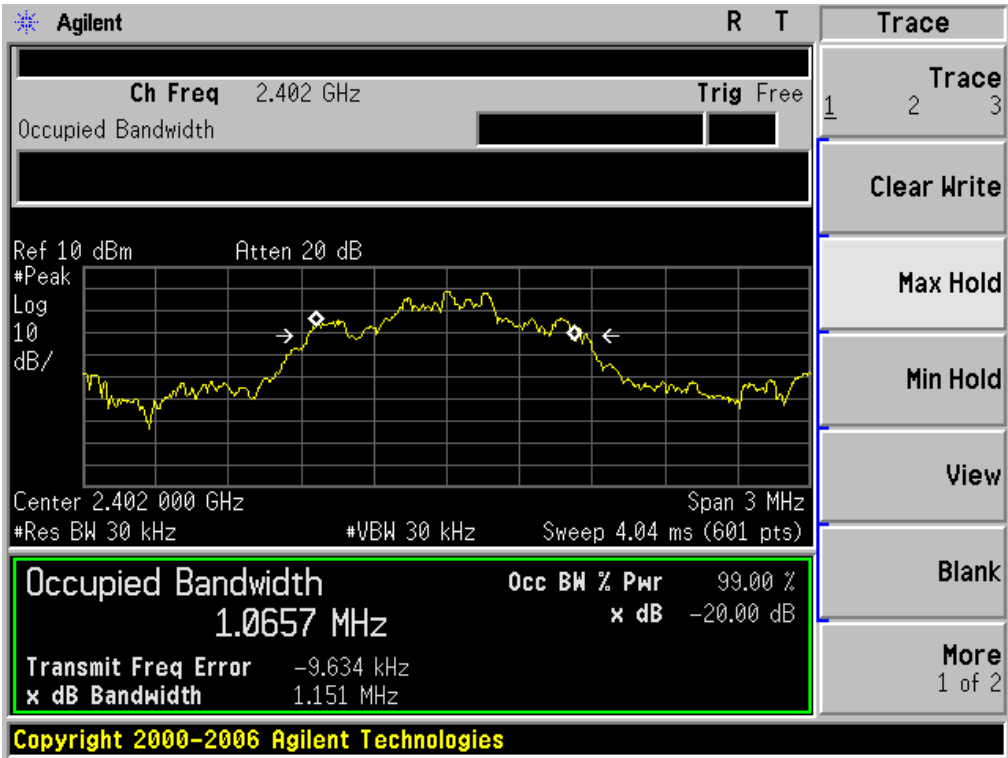 Agilent R T
Trace
Ch Freq 2.402 GHz Trig Free
Occupied Bandwidth
Trace
1 2 3
Clear Write
Max Hold
Min Hold
View
Blank
More
1 of 2
Ref 10 dBm Atten 20 dB
#Peak
Log
10
dB/
Center 2.402 000 GHz Span 3 MHz
#Res BW 30 kHz #VBW 30 kHz Sweep 4.04 ms (601 pts)
Occupied Bandwidth Occ BW % Pwr 99.00 %
1.0657 MHz x dB -20.00 dB
Transmit Freq Error -9.634 kHz
x dB Bandwidth 1.151 MHz
Copyright 2000-2006 Agilent Technologies